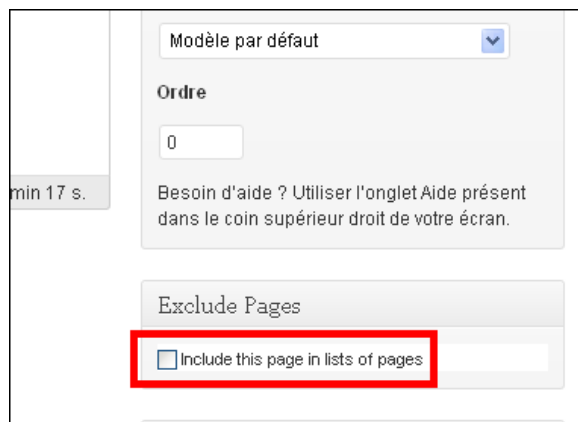 Modèle par défaut
Ordre
0
min 17 s.
Besoin d'aide ? Utiliser l'onglet Aide présent
dans le coin supérieur droit de votre écran.
Exclude Pages
Include this page in lists of pages